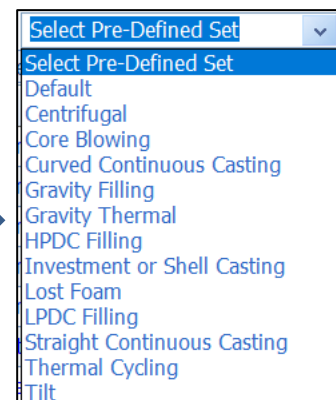 Select Pre-Defined Set
Select Pre-Defined Set
Default
Centrifugal
Core Blowing
Curved Continuous Casting
Gravity Filling
Gravity Thermal
HPDC Filling
Investment or Shell Casting
Lost Foam
LPDC Filling
Straight Continuous Casting
Thermal Cycling
Tilt